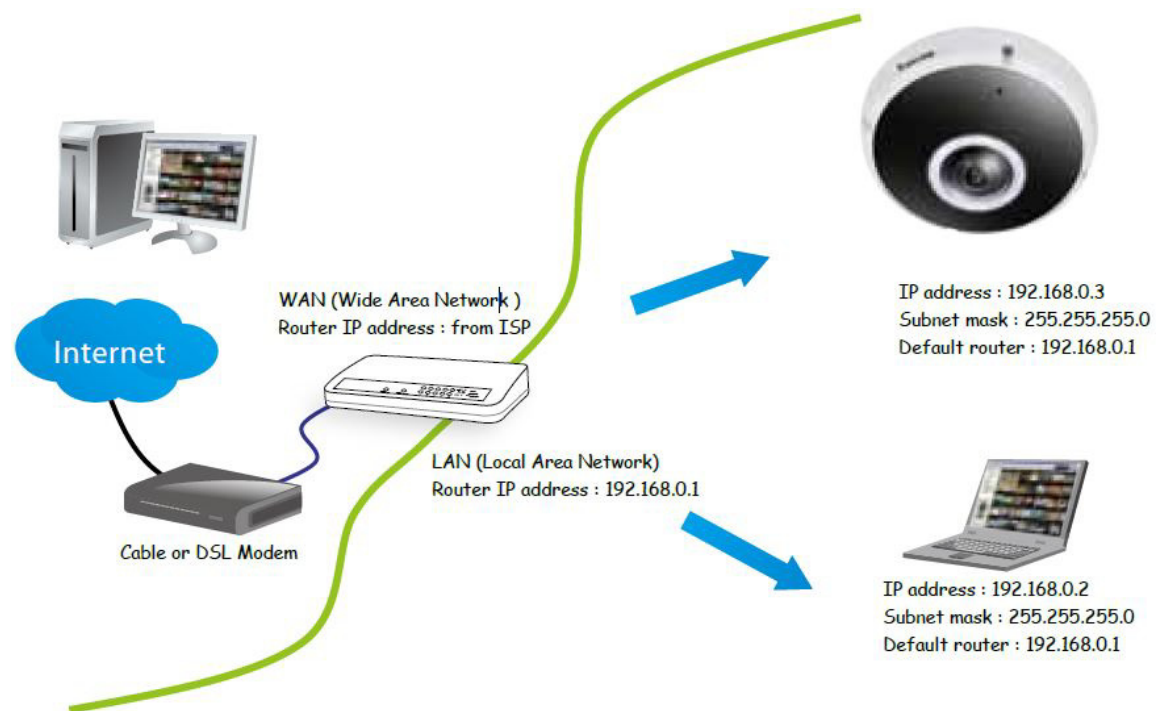 WAN (Wide Area Network )
Router IP address : from ISP
Internet
LAN (Local Area Network)
Router IP address : 192.168.0.1
Cable or DSL Modem
IP address : 192.168.0.3
Subnet mask : 255.255.255.0
Default router : 192.168.0.1
IP address : 192.168.0.2
Subnet mask : 255.255.255.0
Default router : 192.168.0.1